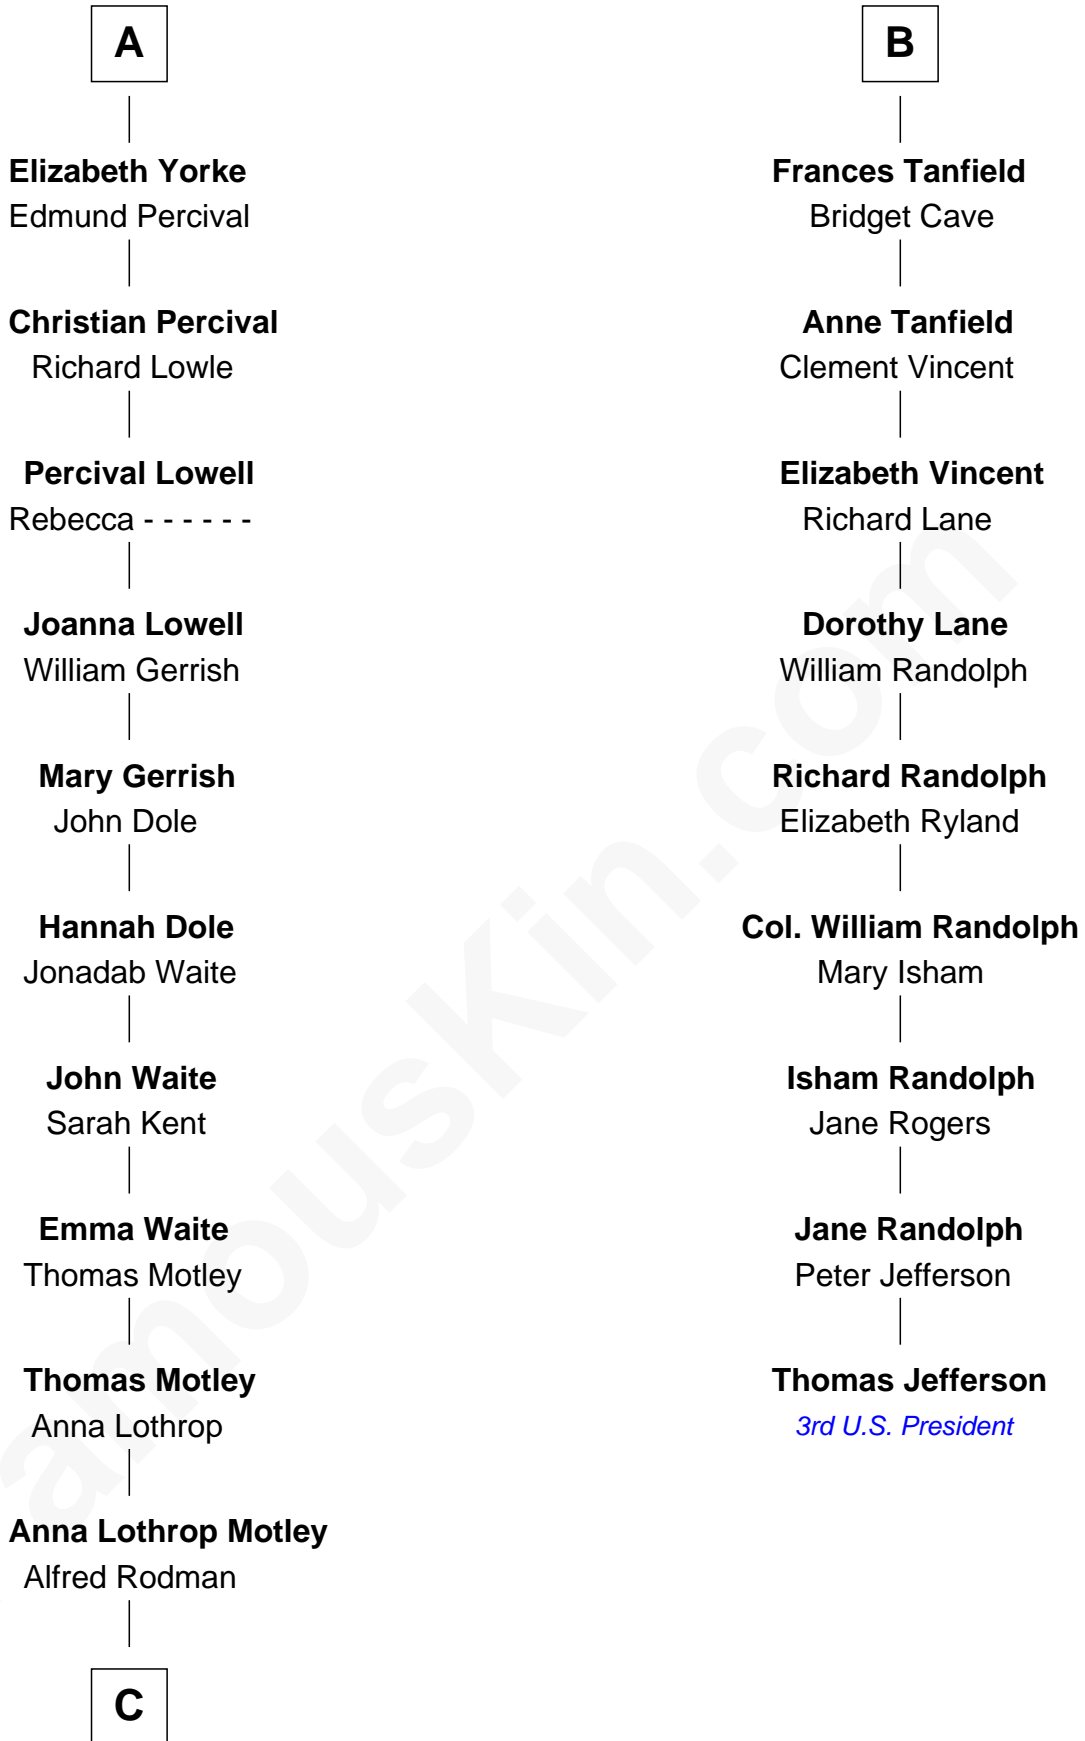 A
Elizabeth Yorke
Edmund Percival
Christian Percival
Richard Lowle
Percival Lowell
Rebecca - - - - - -
Joanna Lowell
William Gerrish
Mary Gerrish
John Dole
Hannah Dole
Jonadab Waite
John Waite
Sarah Kent
Emma Waite
Thomas Motley
Thomas Motley
Anna Lothrop
Anna Lothrop Motley
Alfred Rodman
C
B
Frances Tanfield
Bridget Cave
Anne Tanfield
Clement Vincent
Elizabeth Vincent
Richard Lane
Dorothy Lane
William Randolph
Richard Randolph
Elizabeth Ryland
Col. William Randolph
Mary Isham
Isham Randolph
Jane Rogers
Jane Randolph
Peter Jefferson
Thomas Jefferson
3rd U.S. President
amousKin.com